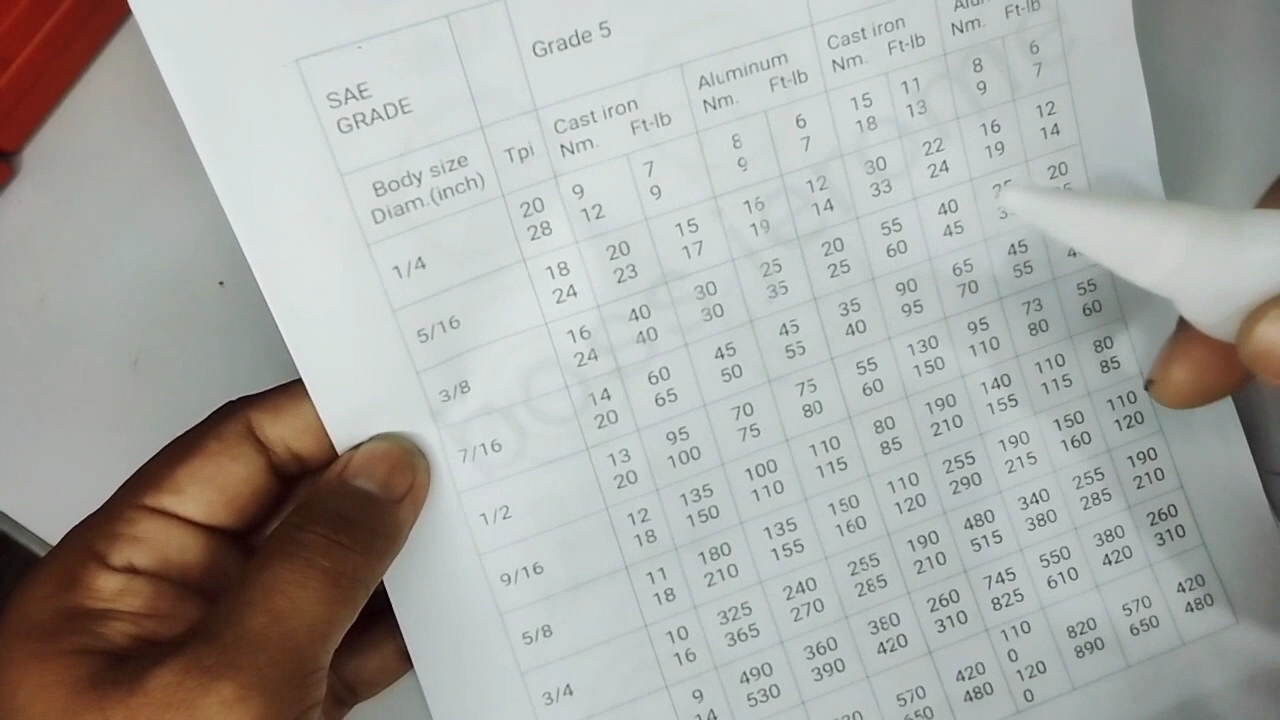 SAE
GRADE
Grade 5
Body size
Diam.(inch)
Tpi
Cast iron
Nm. Ft-lb
Aluminum
Nm. Ft-lb
Cast iron
Nm. Ft-lb
Nm. Ft-lb
1/4
20 9 7 8 6 15 11 8 6
28 12 9 9 7 18 13 9 7
5/16
18 20 15 16 12 30 22 16 12
24 23 17 19 14 33 24 19 14
3/8
16 40 30 25 20 55 40 20
24 40 30 35 25 60 45
7/16
14 60 45 45 35 90 65 45
20 65 50 55 40 95 70 55
1/2
13 95 70 75 55 130 95 73 55
20 100 75 80 60 150 110 80 60
9/16
12 135 100 110 80 190 140 110 80
18 150 110 115 85 210 155 115 85
5/8
11 180 135 150 110 255 190 150 110
18 210 155 160 120 290 215 160 120
3/4
10 325 240 255 190 480 340 255 190
16 365 270 285 210 515 380 285 210
9 490 360 380 260 745 550 380 260
14 530 390 420 310 825 610 420 310
570 420 110 820 570 420
0
650 480 120 890 650 480
0